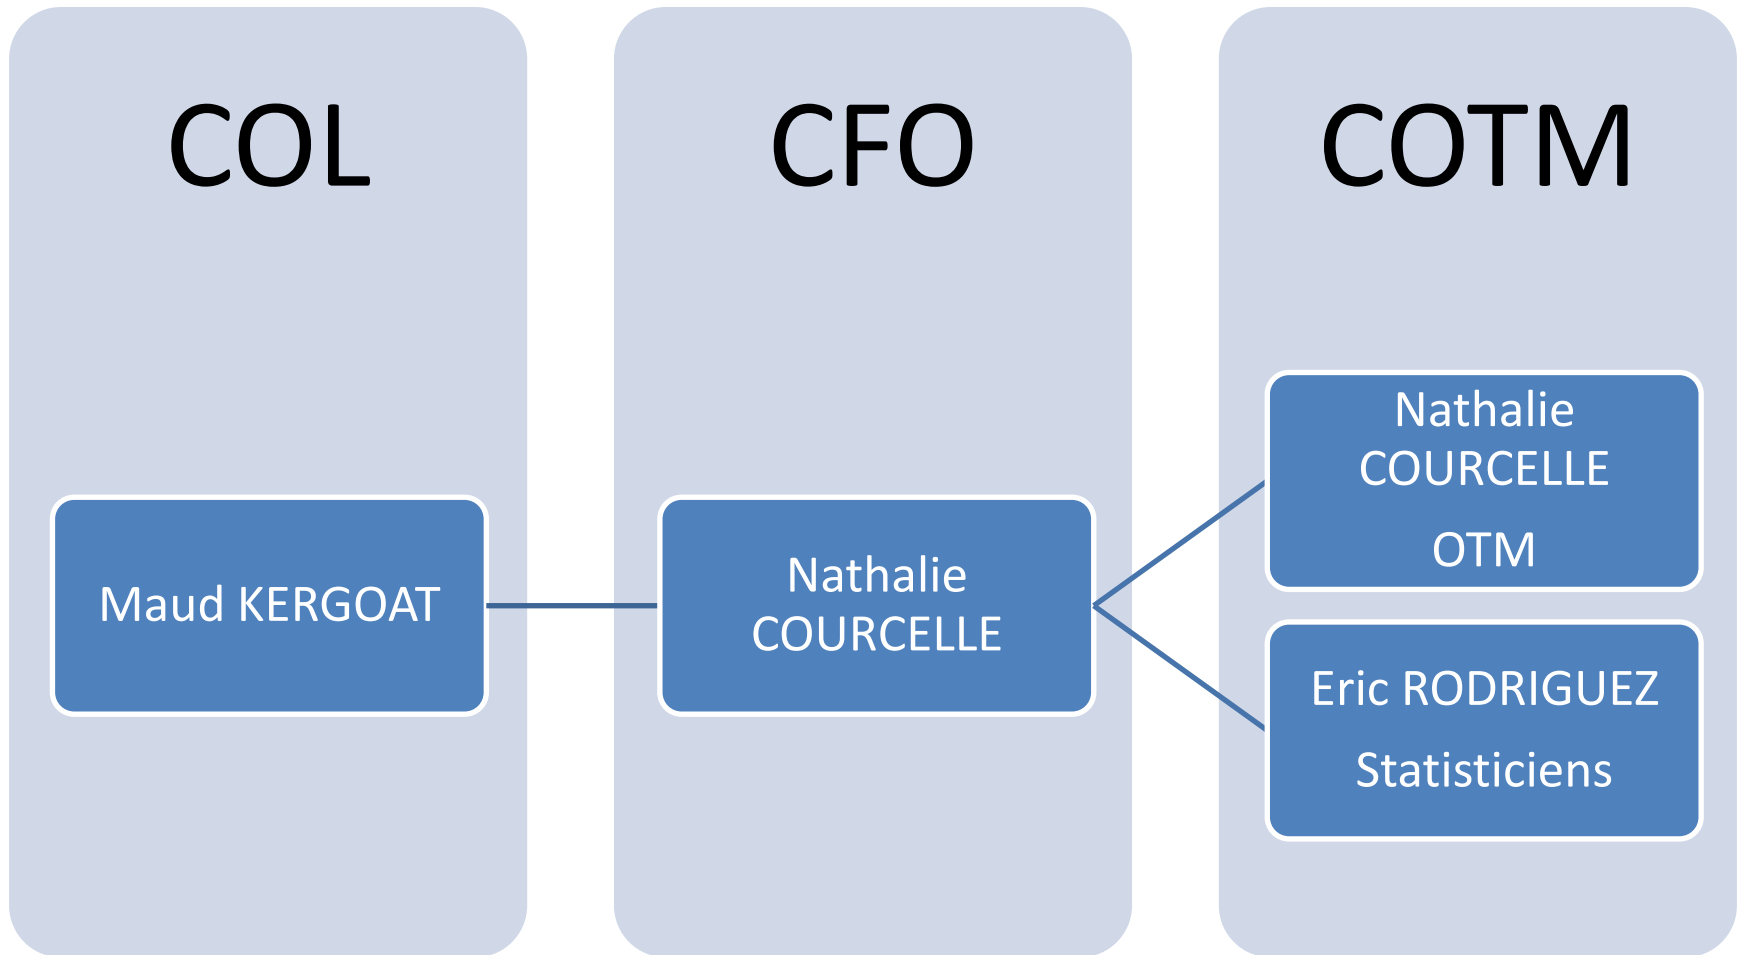 COL
CFO
COTM
Maud KERGOAT
Nathalie
COURCELLE
Nathalie
COURCELLE
OTM
Eric RODRIGUEZ
Statisticiens